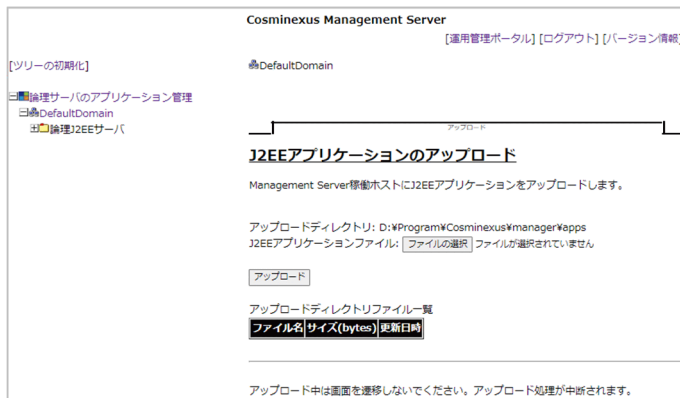 Cosminexus Management Server
[運用管理ポータル] [ログアウト] [バージョン情報]
[ツリーの初期化]
DefaultDomain
論理サーバのアプリケーション管理
DefaultDomain
論理J2EEサーバ
アップロード
J2EEアプリケーションのアップロード
Management Server稼働ホストにJ2EEアプリケーションをアップロードします。
アップロードディレクトリ: D:¥Program¥Cosminexus¥manager¥apps
J2EEアプリケーションファイル: ファイルの選択 ファイルが選択されていません
アップロード
アップロードディレクトリファイル一覧
ファイル名 サイズ(bytes) 更新日時
アップロード中は画面を遷移しないでください。アップロード処理が中断されます。